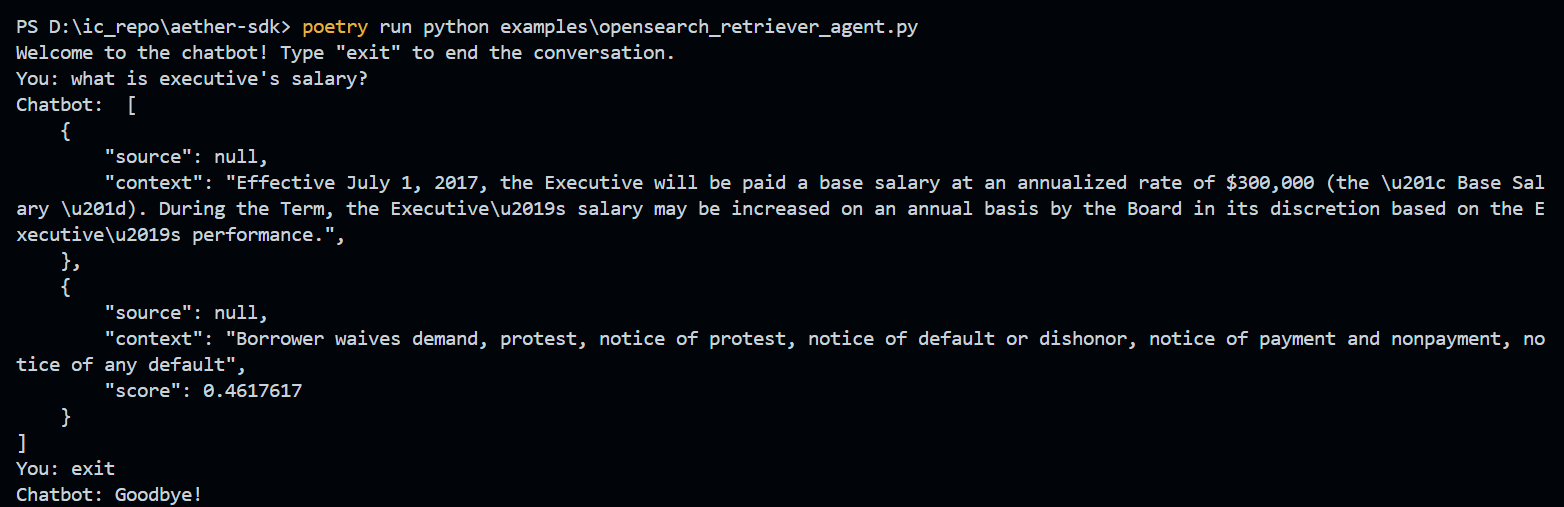 PS D:\ic_repo\aether-sdk> poetry run python examples\opensearch_retriever_agent.py
Welcome to the chatbot! Type "exit" to end the conversation.
You: what is executive's salary?
Chatbot:  [
    {
        "source": null,
        "context": "Effective July 1, 2017, the Executive will be paid a base salary at an annualized rate of $300,000 (the \u201c Base Sal
ary \u201d). During the Term, the Executive\u2019s salary may be increased on an annual basis by the Board in its discretion based on the E
xecutive\u2019s performance.",
    },
    {
        "source": null,
        "context": "Borrower waives demand, protest, notice of protest, notice of default or dishonor, notice of payment and nonpayment, no
tice of any default",
        "score": 0.4617617
    }
]
You: exit
Chatbot: Goodbye!